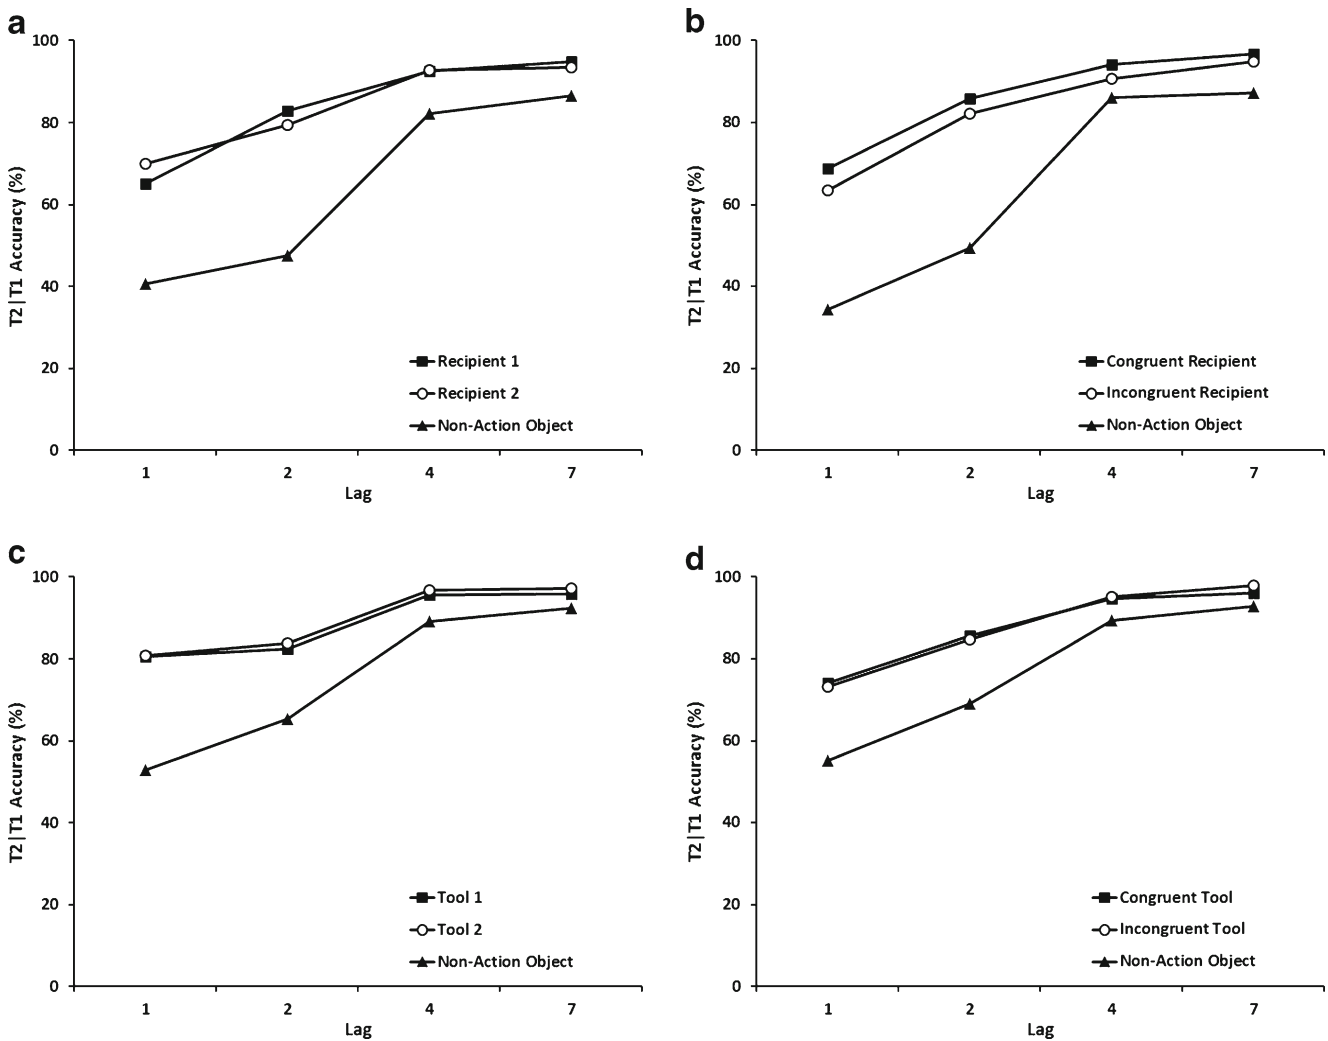 a
100
80
60
40
20
0
T2|T1 Accuracy (%)
Recipient 1
Recipient 2
Non-Action Object
1 2 4 7
Lag
b
100
80
60
40
20
0
T2|T1 Accuracy (%)
Congruent Recipient
Incongruent Recipient
Non-Action Object
1 2 4 7
Lag
c
100
80
60
40
20
0
T2|T1 Accuracy (%)
Tool 1
Tool 2
Non-Action Object
1 2 4 7
Lag
d
100
80
60
40
20
0
T2|T1 Accuracy (%)
Congruent Tool
Incongruent Tool
Non-Action Object
1 2 4 7
Lag